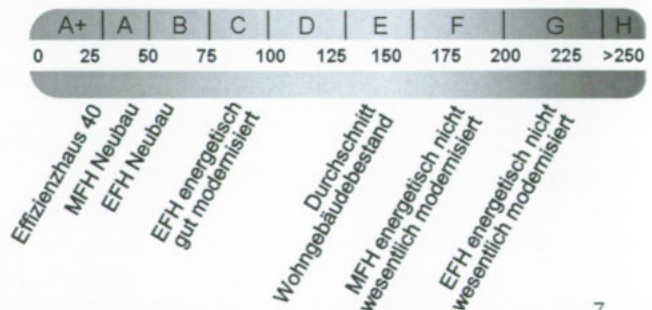 A+ A B C D E F G H
0 25 50 75 100 125 150 175 200 225 >250
Effizienzhaus 40
MFH Neubau
EFH Neubau
EFH energetisch
gut modernisiert
Durchschnitt
Wohngebäudebestand
MFH energetisch nicht
wesentlich modernisiert
EFH energetisch nicht
wesentlich modernisiert
7